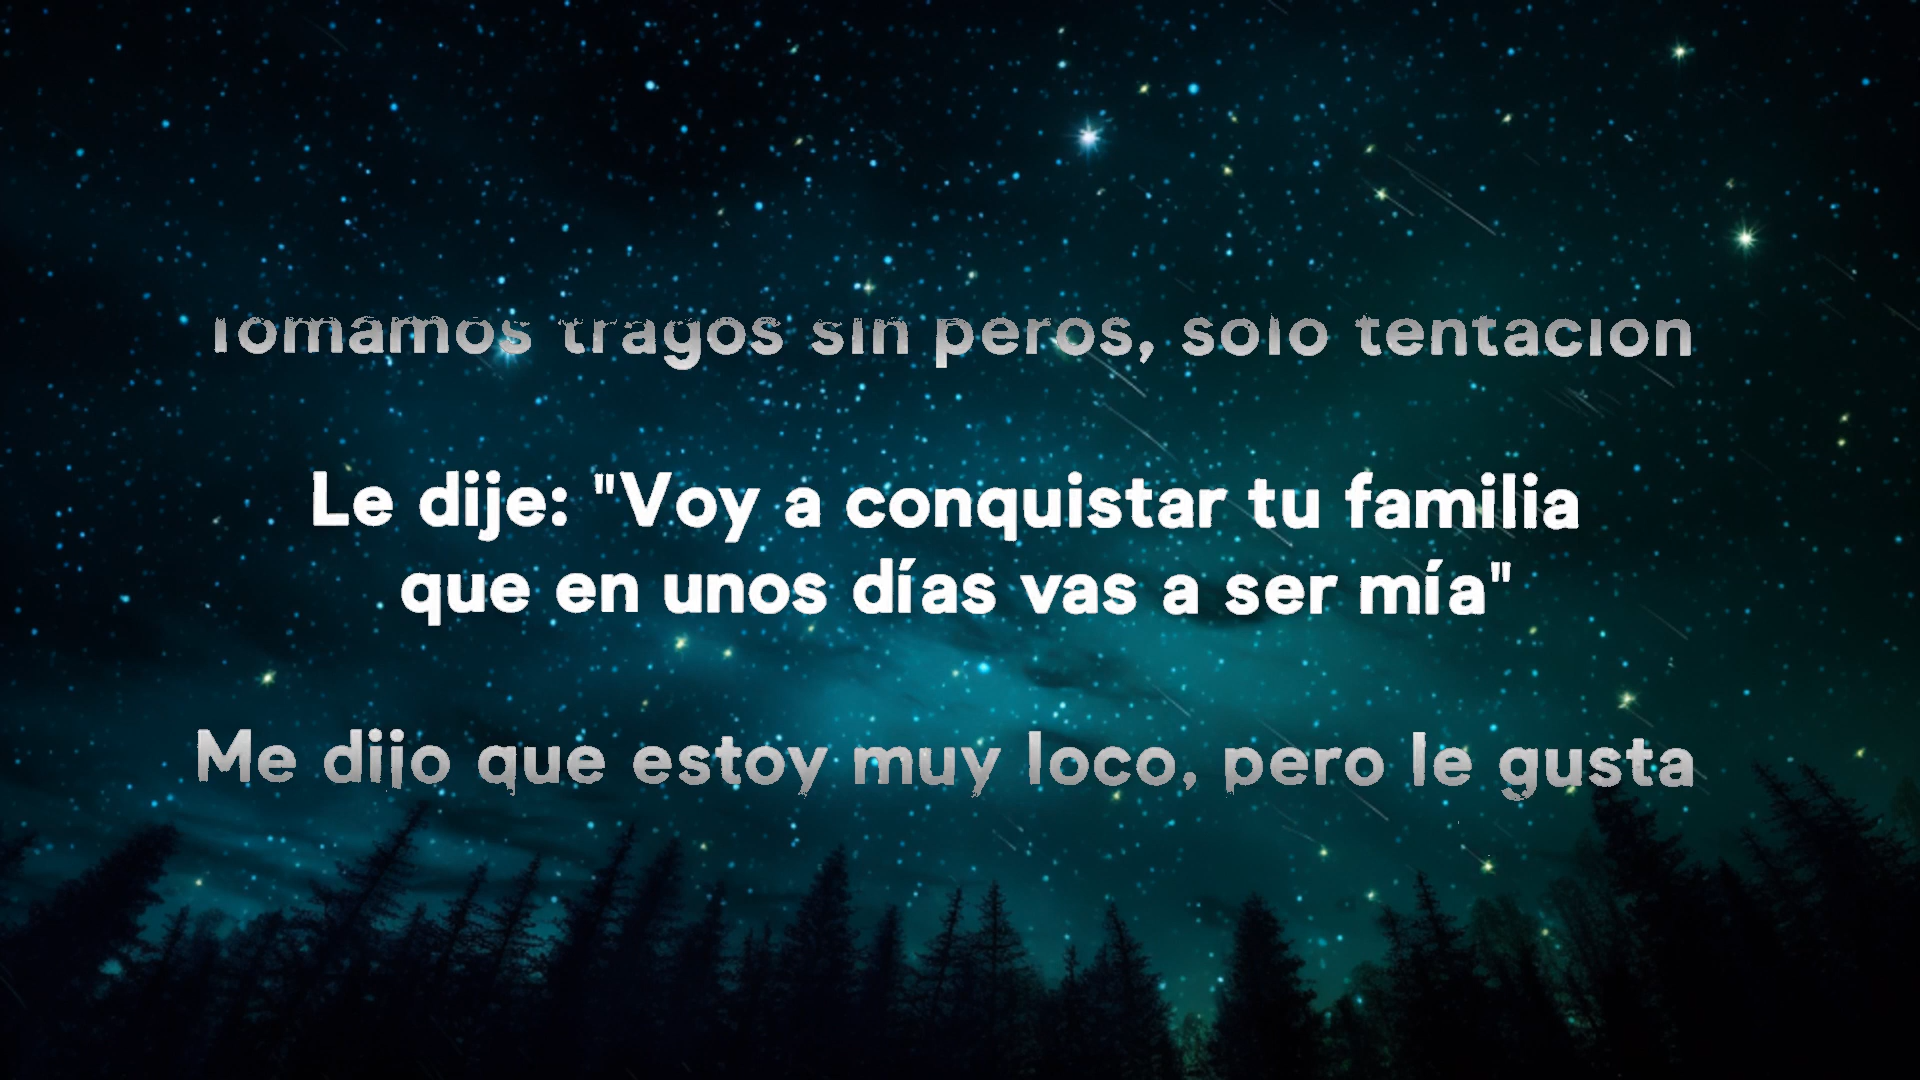 Tomamos tragos sin peros, solo tentación
Le dije: "Voy a conquistar tu familia
que en unos días vas a ser mía"
Me dijo que estoy muy loco, pero le gusta